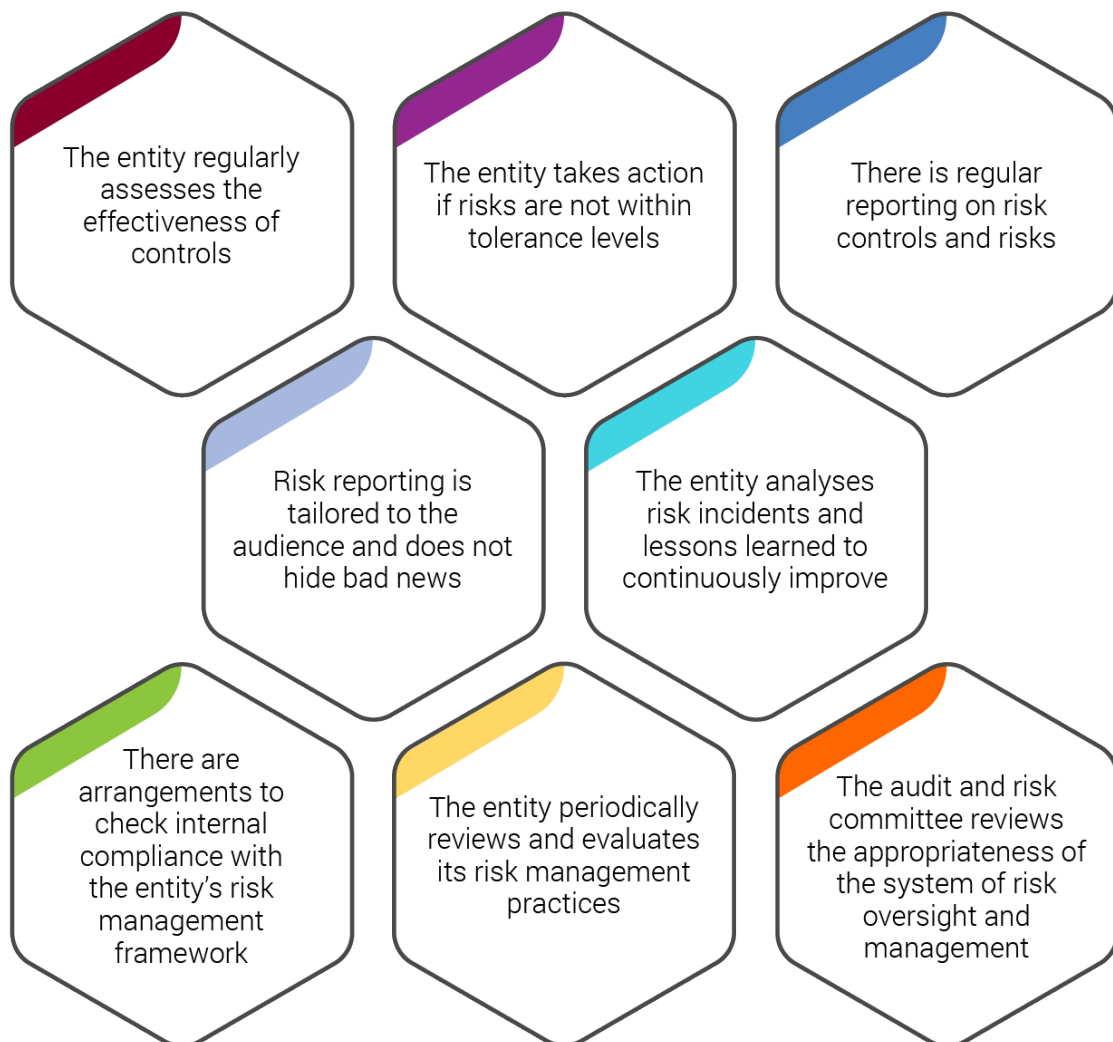 The entity regularly
assesses the
effectiveness of
controls
The entity takes action
if risks are not within
tolerance levels
There is regular
reporting on risk
controls and risks
Risk reporting is
tailored to the
audience and does not
hide bad news
The entity analyses
risk incidents and
lessons learned to
continuously improve
There are
arrangements to
check internal
compliance with
the entity’s risk
management
framework
The entity periodically
reviews and evaluates
its risk management
practices
The audit and risk
committee reviews
the appropriateness of
the system of risk
oversight and
management